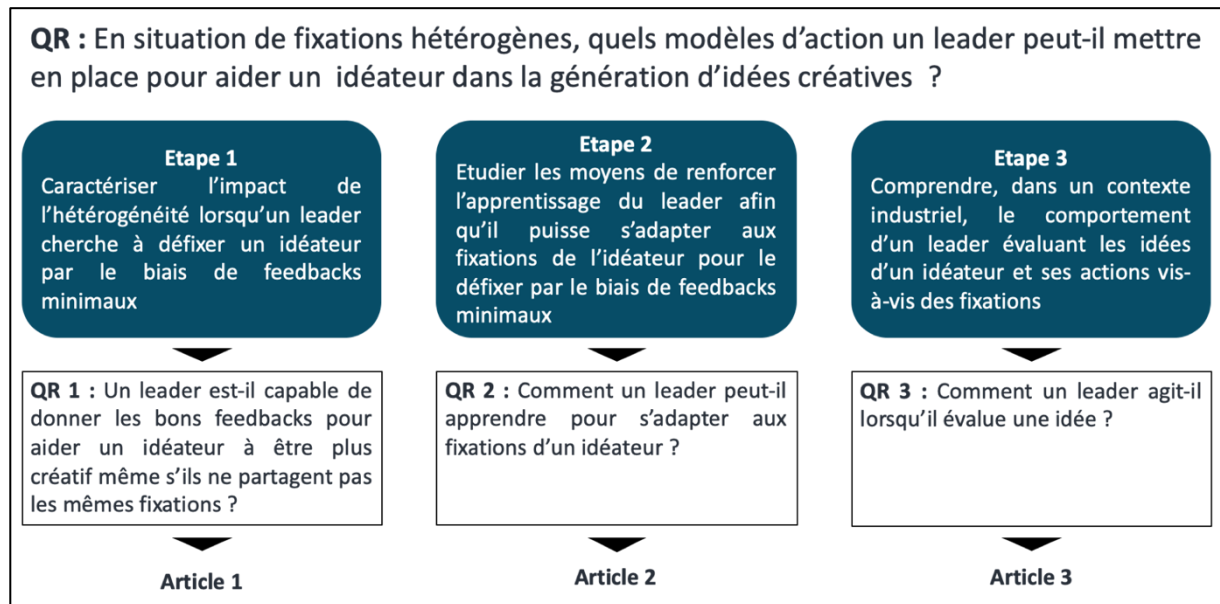 QR : En situation de fixations hétérogènes, quels modèles d’action un leader peut-il mettre
en place pour aider un idéateur dans la génération d’idées créatives ?
Etape 1
Caractériser l’impact de
l’hétérogénéité lorsqu’un leader
cherche à défixer un idéateur
par le biais de feedbacks
minimaux
Etape 2
Etudier les moyens de renforcer
l’apprentissage du leader afin
qu’il puisse s’adapter aux
fixations de l’idéateur pour le
défixer par le biais de feedbacks
minimaux
Etape 3
Comprendre, dans un contexte
industriel, le comportement
d’un leader évaluant les idées
d’un idéateur et ses actions vis-
à-vis des fixations
QR 1 : Un leader est-il capable de
donner les bons feedbacks pour
aider un idéateur à être plus
créatif même s’ils ne partagent pas
les mêmes fixations ?
QR 2 : Comment un leader peut-il
apprendre pour s’adapter aux
fixations d’un idéateur ?
QR 3 : Comment un leader agit-il
lorsqu’il évalue une idée ?
Article 1
Article 2
Article 3